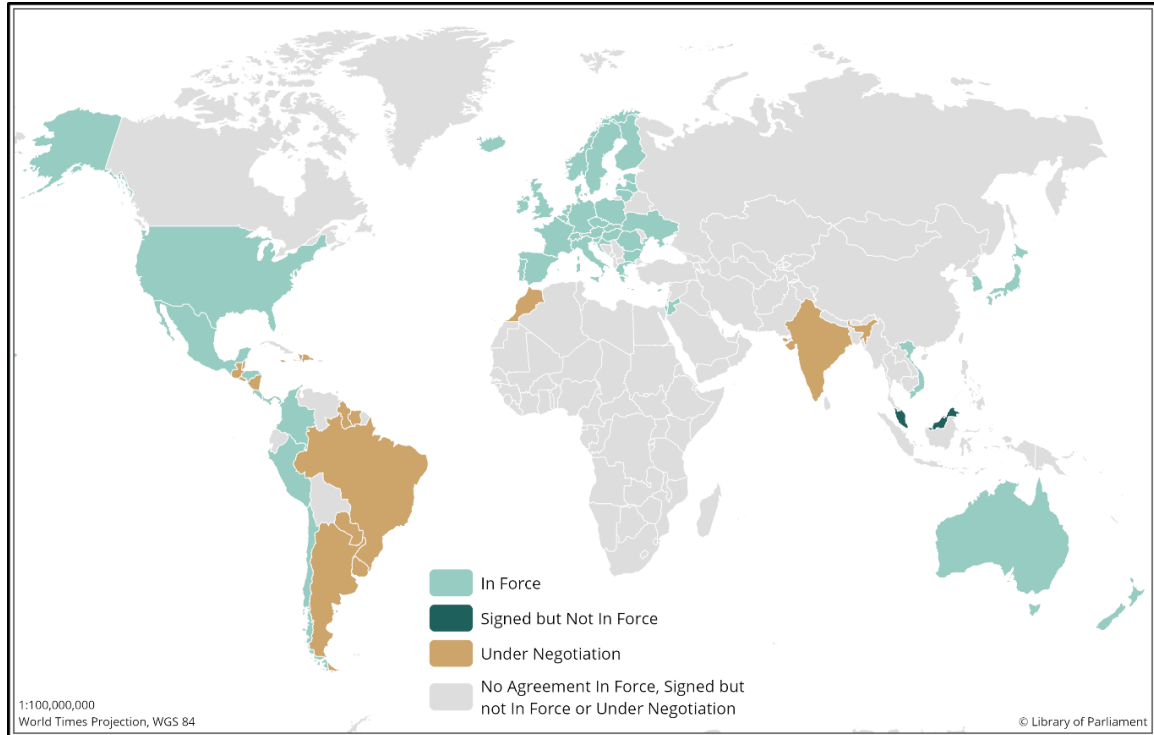 In Force
Signed but Not In Force
Under Negotiation
No Agreement In Force, Signed but
not In Force or Under Negotiation
1:100,000,000
World Times Projection, WGS 84
© Library of Parliament